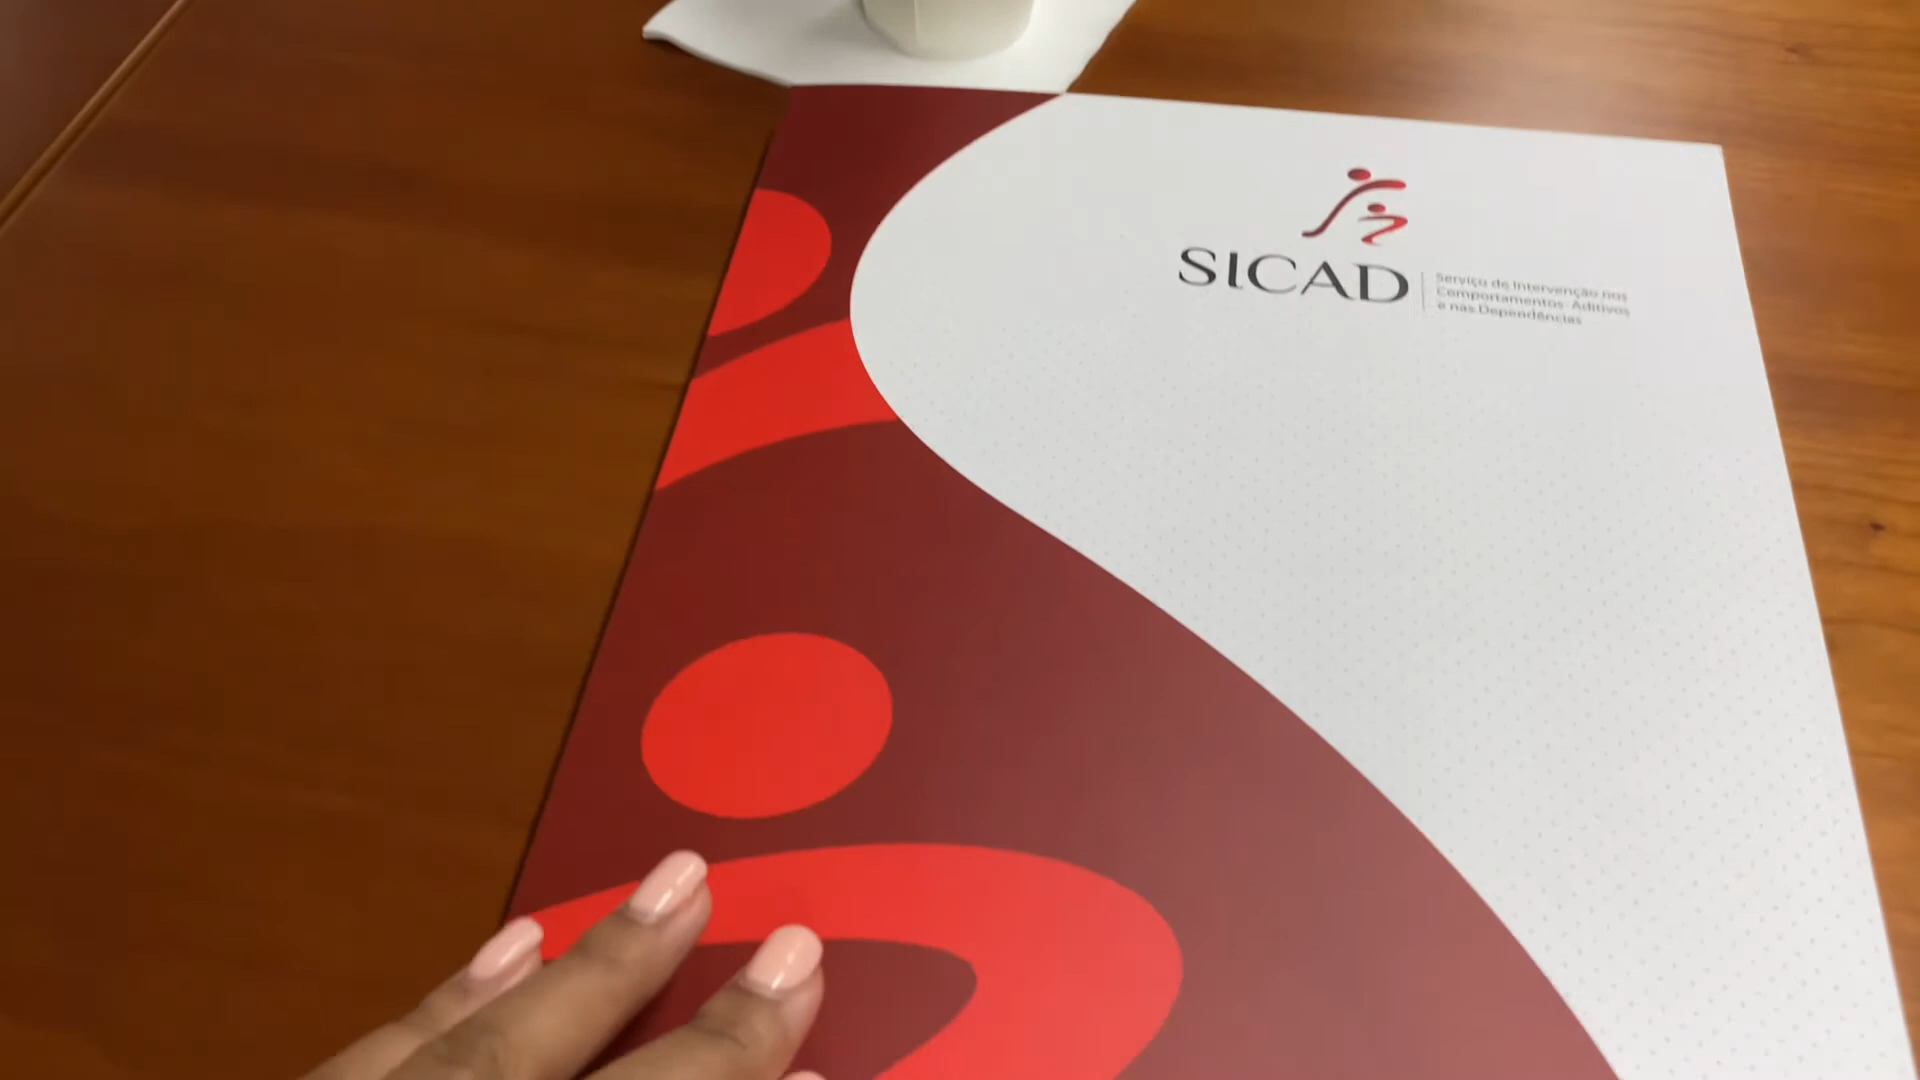 SICAD
Serviço de Intervenção nos
Comportamentos Aditivos
e nas Dependências